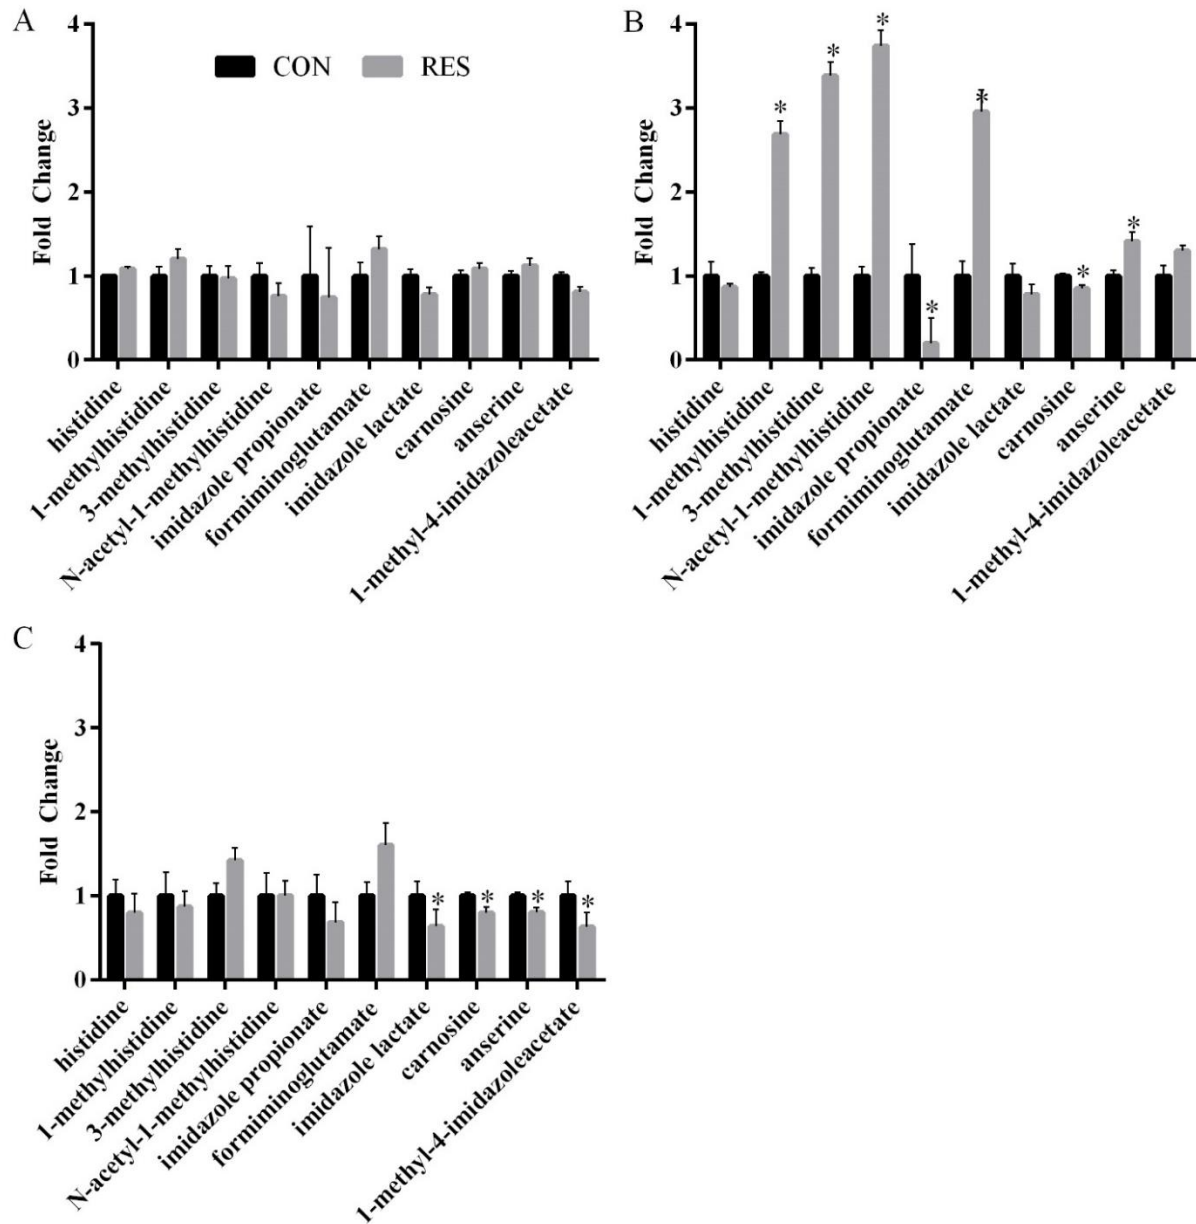 A
CON RES
Fold Change
4
3
2
1
0
histidine
1-methylhistidine
3-methylhistidine
N-acetyl-1-methylhistidine
imidazole propionate
formiminoglutamate
imidazole lactate
carnosine
anserine
1-methyl-4-imidazoleacetate
B
Fold Change
4
3
2
1
0
* * * * * * *
histidine
1-methylhistidine
3-methylhistidine
N-acetyl-1-methylhistidine
imidazole propionate
formiminoglutamate
imidazole lactate
carnosine
anserine
1-methyl-4-imidazoleacetate
C
Fold Change
4
3
2
1
0
* * * *
histidine
1-methylhistidine
3-methylhistidine
N-acetyl-1-methylhistidine
imidazole propionate
formiminoglutamate
imidazole lactate
carnosine
anserine
1-methyl-4-imidazoleacetate